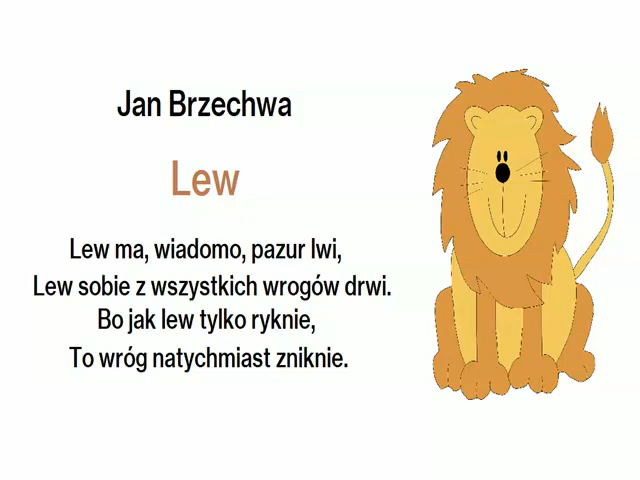 Jan Brzechwa
Lew
Lew ma, wiadomo, pazur lwi,
Lew sobie z wszystkich wrogów drwi.
Bo jak lew tylko ryknie,
To wróg natychmiast zniknie.